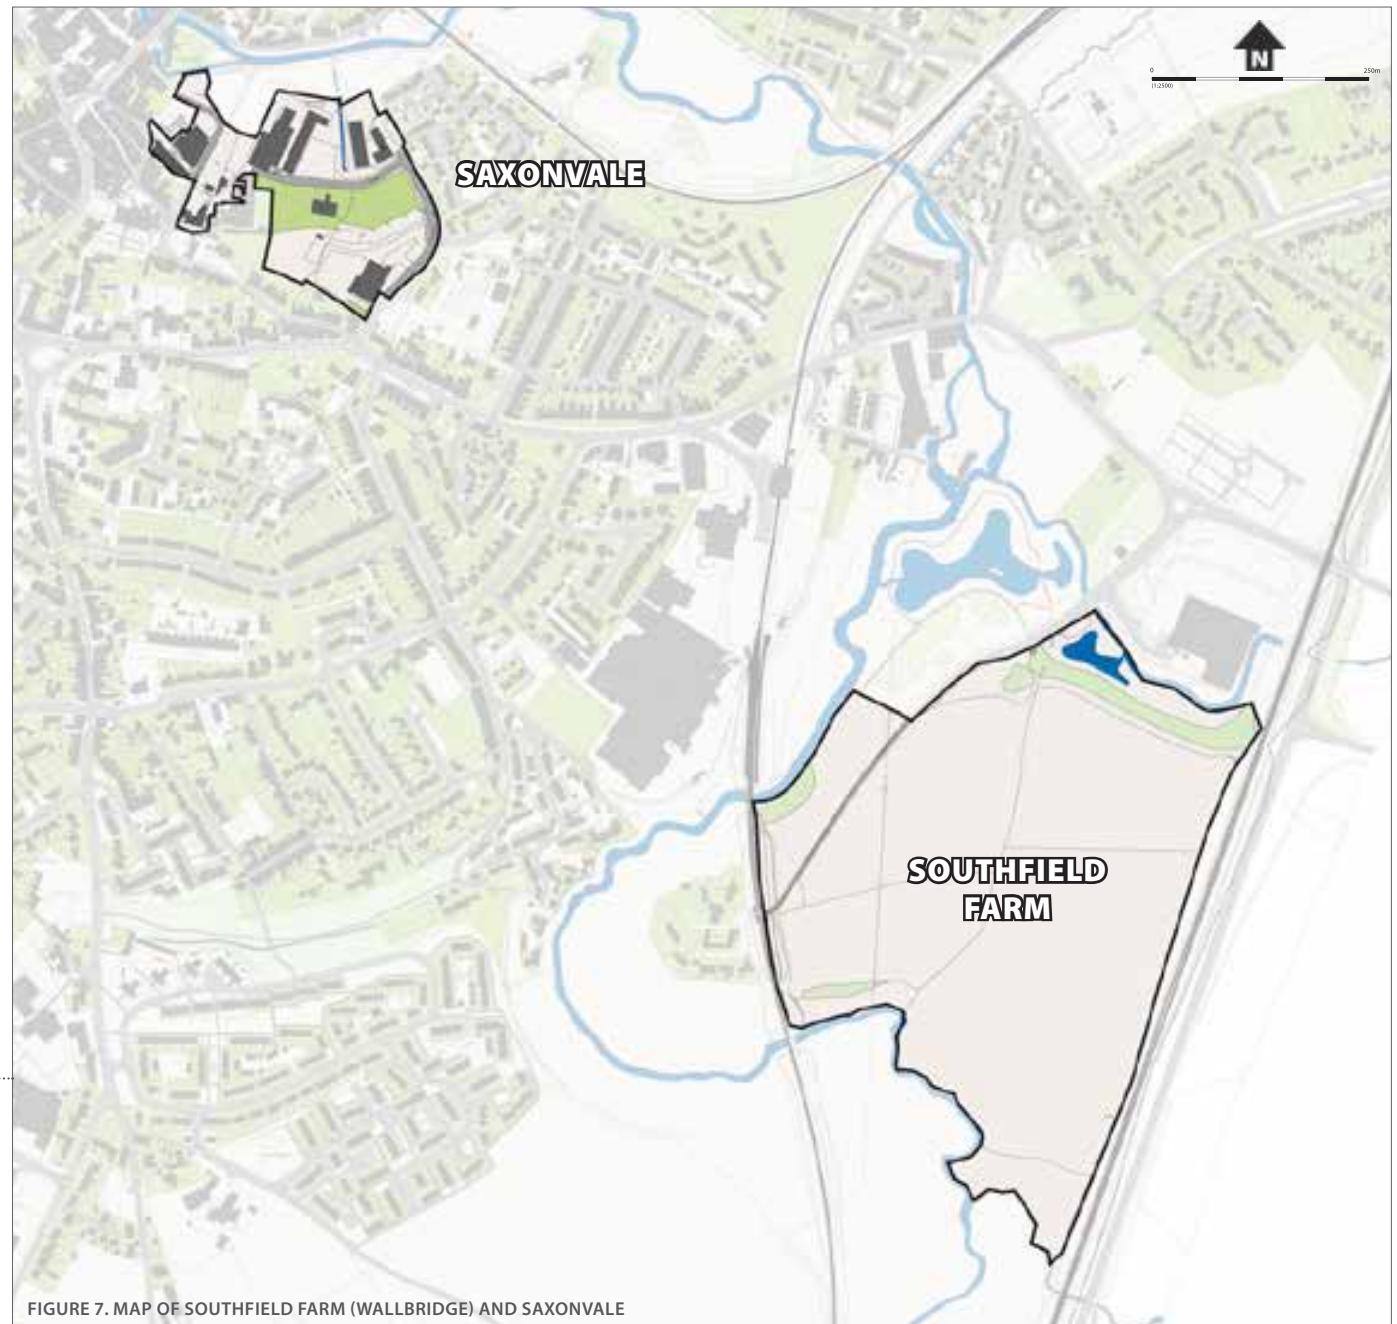 N
0 250m
(1:2500)
SAXONVALE
SOUTHFIELD
FARM
FIGURE 7. MAP OF SOUTHFIELD FARM (WALLBRIDGE) AND SAXONVALE